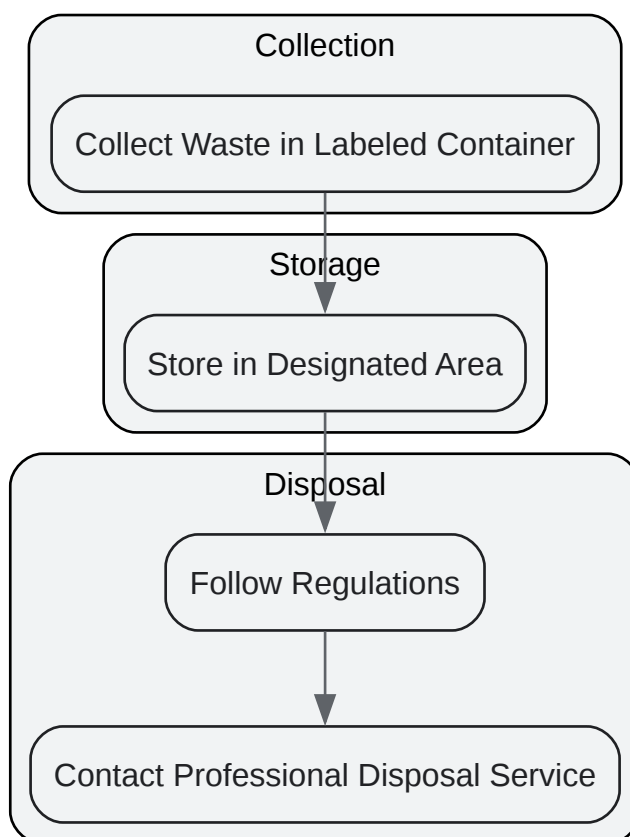 Collection
Collect Waste in Labeled Container
Storage
Store in Designated Area
Disposal
Follow Regulations
Contact Professional Disposal Service